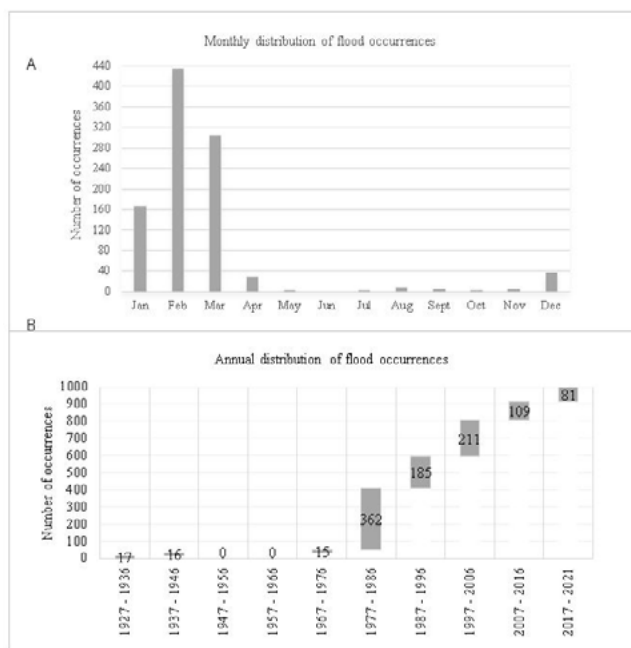 Monthly distribution of flood occurrences
A
Number of occurrences
440
400
360
320
280
240
200
160
120
80
40
0
Jan Feb Mar Apr May Jun Jul Aug Sept Oct Nov Dec
B
Annual distribution of flood occurrences
Number of occurrences
1000
900
800
700
600
500
400
300
200
100
0
17 16 0 0 15 362 185 211 109 81
1927 - 1936
1937 - 1946
1947 - 1956
1957 - 1966
1967 - 1976
1977 - 1986
1987 - 1996
1997 - 2006
2007 - 2016
2017 - 2021